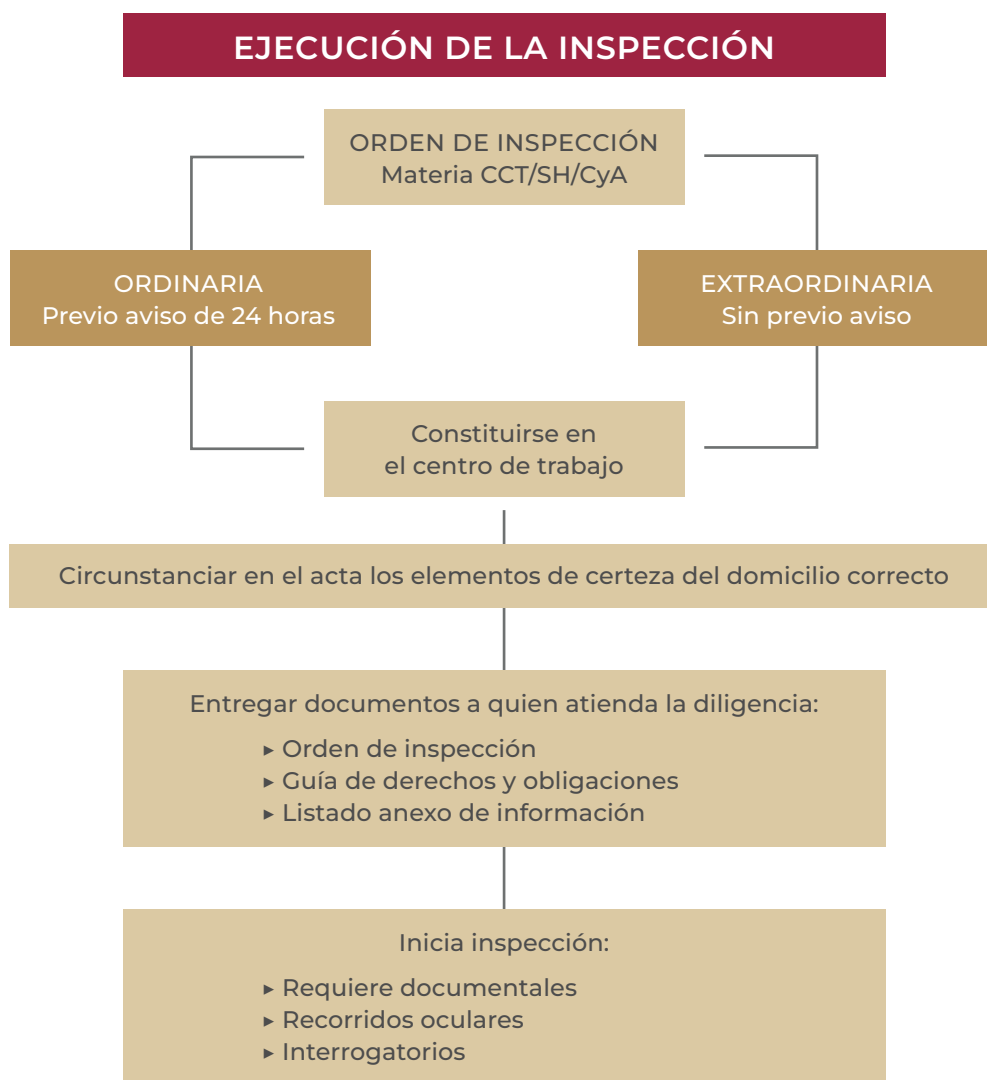 EJECUCIÓN DE LA INSPECCIÓN
ORDEN DE INSPECCIÓN
Materia CCT/SH/CyA
ORDINARIA
Previo aviso de 24 horas
EXTRAORDINARIA
Sin previo aviso
Constituirse en
el centro de trabajo
Circunstanciar en el acta los elementos de certeza del domicilio correcto
Entregar documentos a quien atienda la diligencia:
▸ Orden de inspección
▸ Guía de derechos y obligaciones
▸ Listado anexo de información
Inicia inspección:
▸ Requiere documentales
▸ Recorridos oculares
▸ Interrogatorios